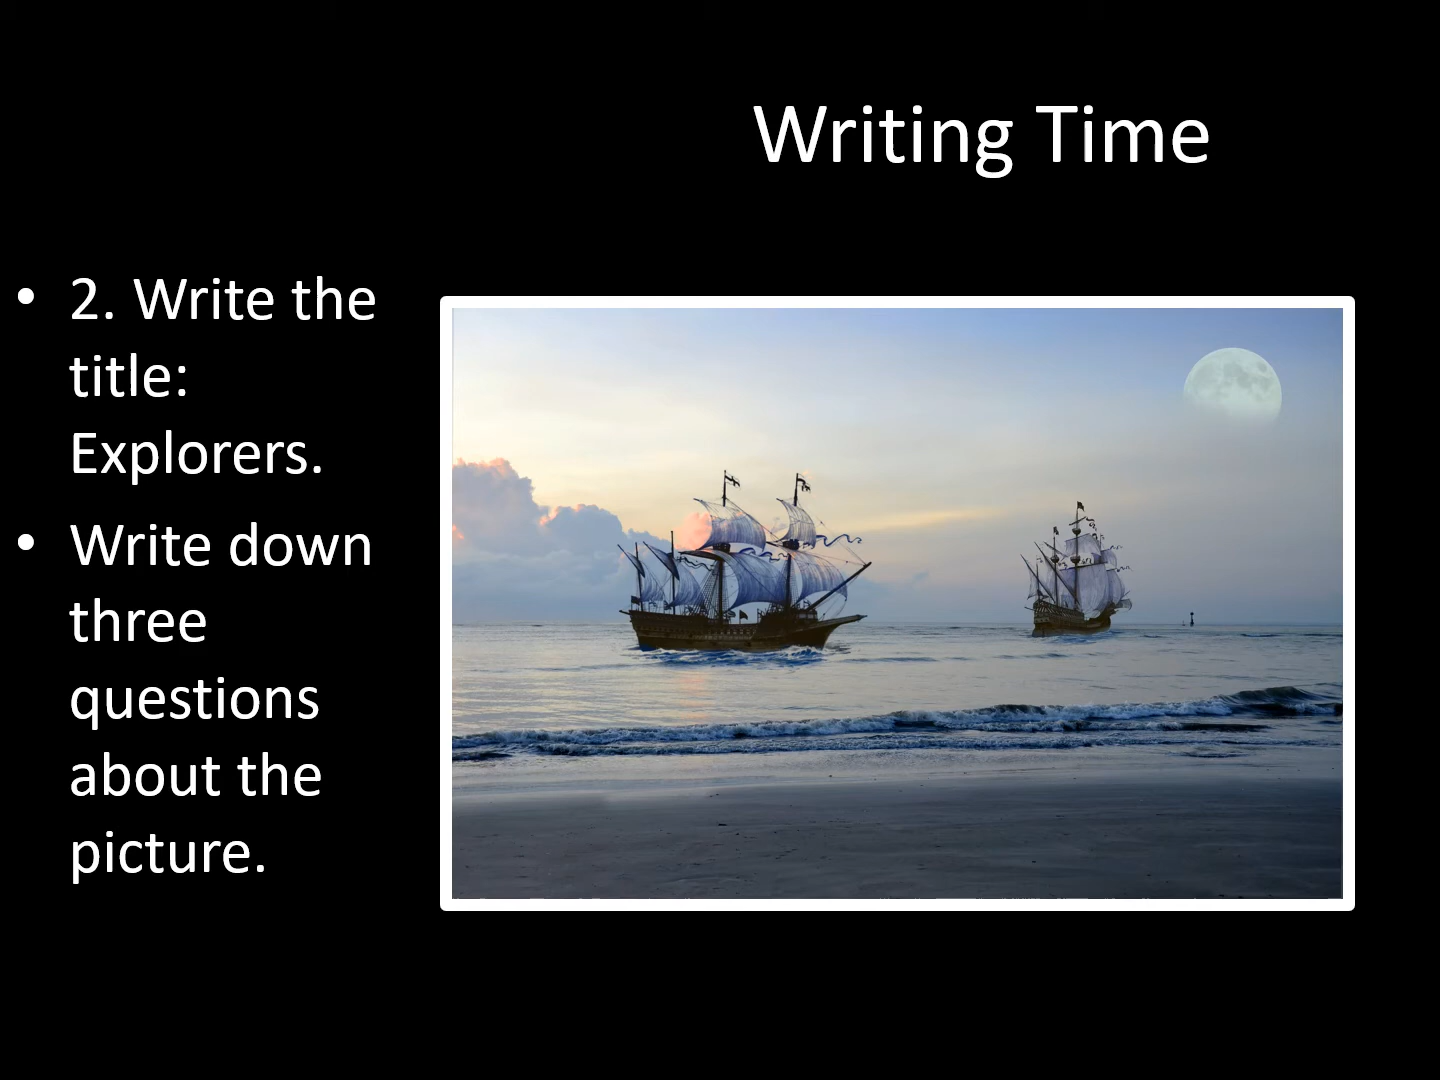 Writing Time
• 2. Write the
title:
Explorers.
• Write down
three
questions
about the
picture.